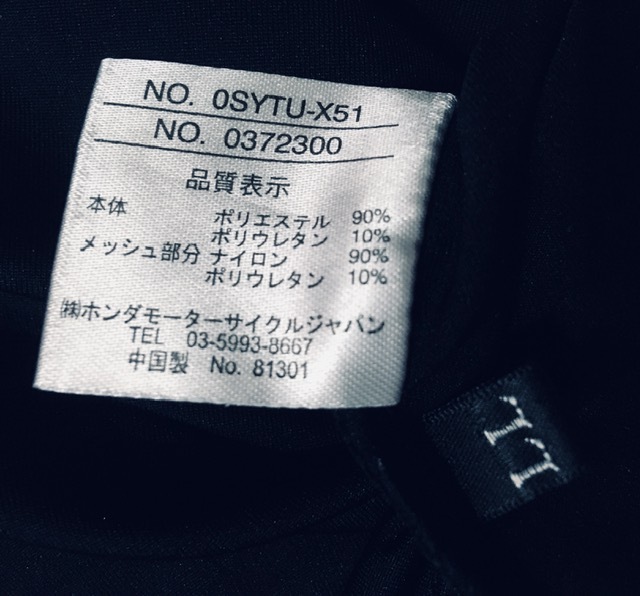 NO. 0SYTU-X51
NO. 0372300
品質表示
本体 ポリエステル 90%
ポリウレタン 10%
メッシュ部分 ナイロン 90%
ポリウレタン 10%
㈱ホンダモーターサイクルジャパン
TEL 03-5993-8667
中国製 No. 81301
LL